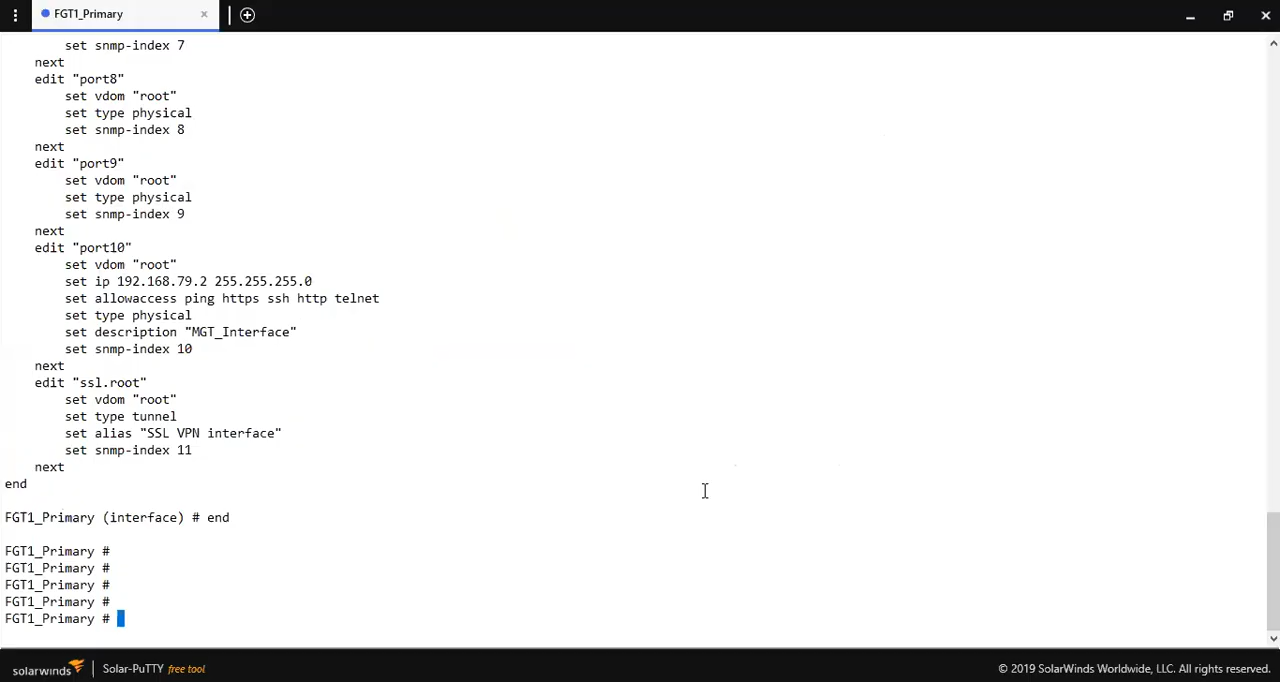 FGT1_Primary
        set snmp-index 7
    next
    edit "port8"
        set vdom "root"
        set type physical
        set snmp-index 8
    next
    edit "port9"
        set vdom "root"
        set type physical
        set snmp-index 9
    next
    edit "port10"
        set vdom "root"
        set ip 192.168.79.2 255.255.255.0
        set allowaccess ping https ssh http telnet
        set type physical
        set description "MGT_Interface"
        set snmp-index 10
    next
    edit "ssl.root"
        set vdom "root"
        set type tunnel
        set alias "SSL VPN interface"
        set snmp-index 11
    next
end
FGT1_Primary (interface) # end
FGT1_Primary #
FGT1_Primary #
FGT1_Primary #
FGT1_Primary #
FGT1_Primary #
solarwinds Solar-PuTTY free tool © 2019 SolarWinds Worldwide, LLC. All rights reserved.